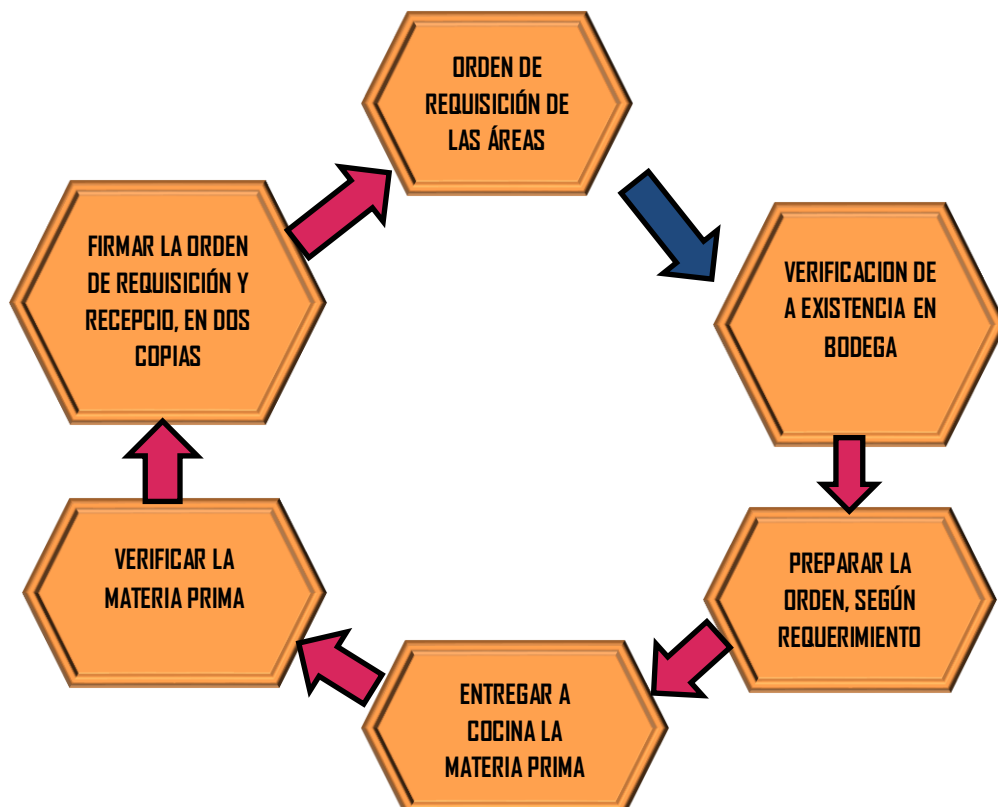 ORDEN DE
REQUISICIÓN DE
LAS ÁREAS
VERIFICACION DE
A EXISTENCIA EN
BODEGA
PREPARAR LA
ORDEN, SEGÚN
REQUERIMIENTO
ENTREGAR A
COCINA LA
MATERIA PRIMA
VERIFICAR LA
MATERIA PRIMA
FIRMAR LA ORDEN
DE REQUISICIÓN Y
RECEPCIO, EN DOS
COPIAS